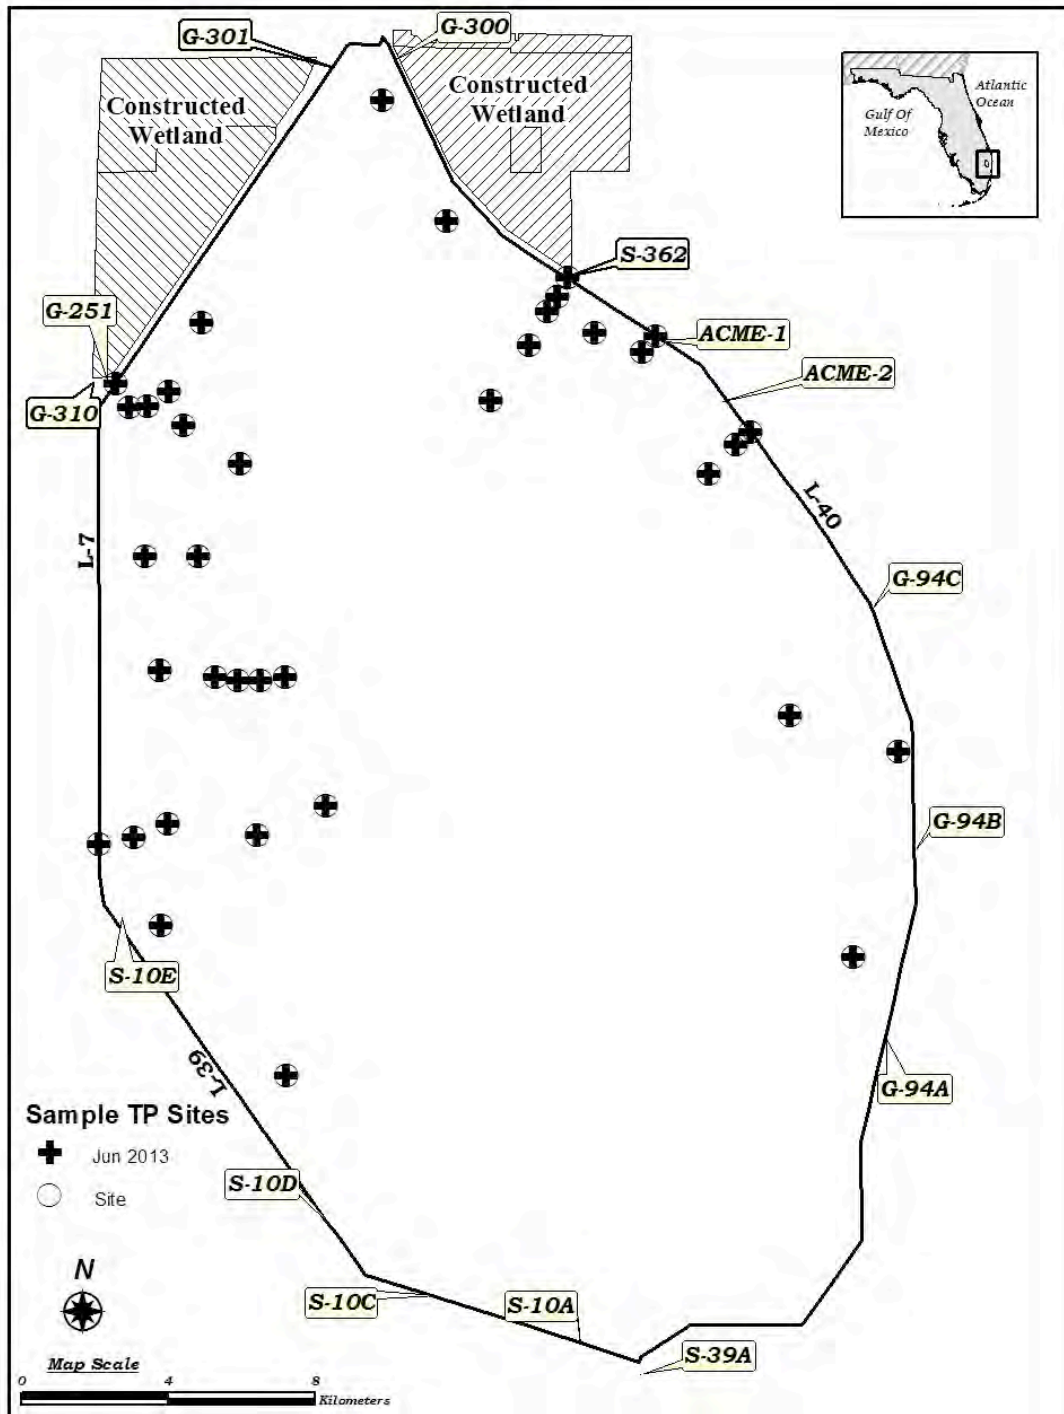 G-301
G-300
Constructed
Wetland
Constructed
Wetland
Gulf Of
Mexico
Atlantic
Ocean
S-362
G-251
ACME-1
ACME-2
G-310
L-7
L-40
G-94C
G-94B
S-10E
L-39
G-94A
Sample TP Sites
Jun 2013
Site
S-10D
N
S-10C
S-10A
S-39A
Map Scale
0 4 8
Kilometers